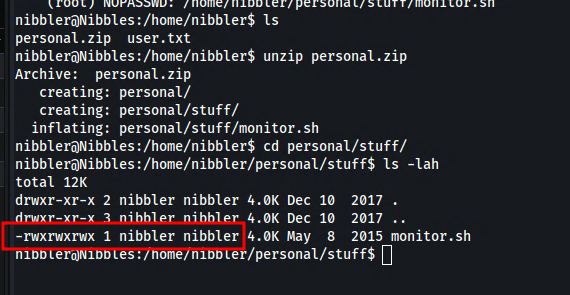 (root) NOPASSWD: /home/nibbler/personal/stuff/monitor.sh
nibbler@Nibbles:/home/nibbler$ ls
personal.zip  user.txt
nibbler@Nibbles:/home/nibbler$ unzip personal.zip
Archive:  personal.zip
   creating: personal/
   creating: personal/stuff/
  inflating: personal/stuff/monitor.sh
nibbler@Nibbles:/home/nibbler$ cd personal/stuff/
nibbler@Nibbles:/home/nibbler/personal/stuff$ ls -lah
total 12K
drwxr-xr-x 2 nibbler nibbler 4.0K Dec 10  2017 .
drwxr-xr-x 3 nibbler nibbler 4.0K Dec 10  2017 ..
-rwxrwxrwx 1 nibbler nibbler 4.0K May  8  2015 monitor.sh
nibbler@Nibbles:/home/nibbler/personal/stuff$